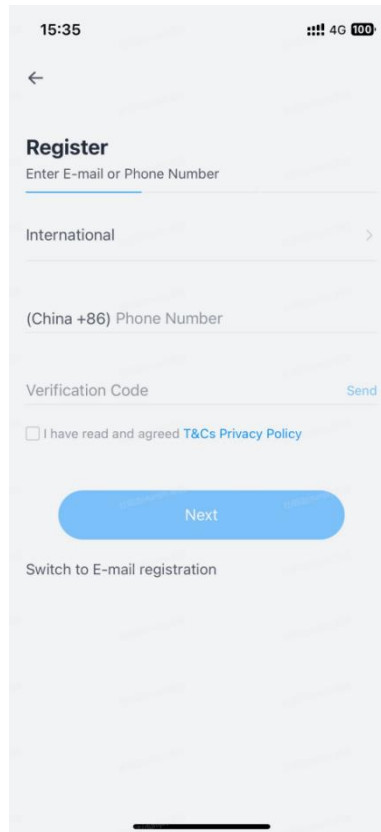 15:35
4G 100
Register
Enter E-mail or Phone Number
International
(China +86) Phone Number
Verification Code
Send
I have read and agreed T&Cs Privacy Policy
Next
Switch to E-mail registration